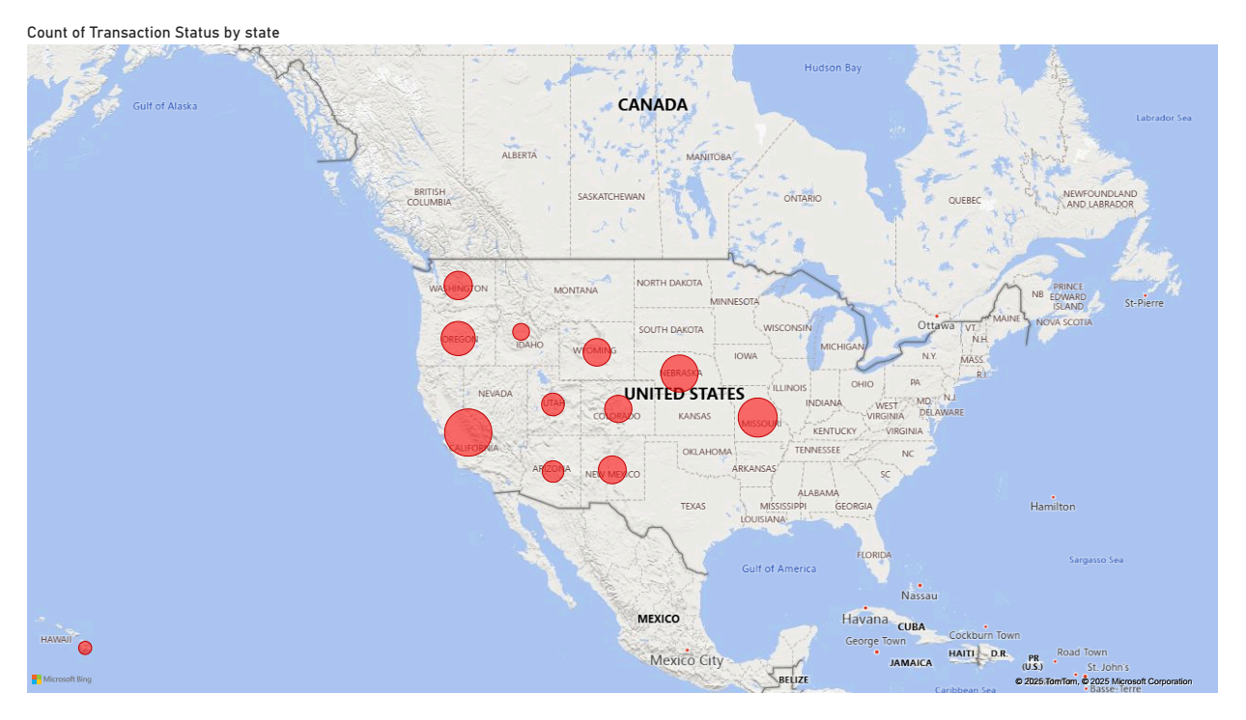 Count of Transaction Status by state
Hudson Bay
Gulf of Alaska
CANADA
Labrador Sea
ALBERTA
MANITOBA
BRITISH
COLUMBIA
SASKATCHEWAN
ONTARIO
QUEBEC
NEWFOUNDLAND
AND LABRADOR
WASHINGTON
MONTANA
NORTH DAKOTA
MINNESOTA
NB
PRINCE
EDWARD
ISLAND
St-Pierre
OREGON
IDAHO
SOUTH DAKOTA
WISCONSIN
Ottawa
VT.
MAINE
NOVA SCOTIA
N.H.
WYOMING
MICHIGAN
IOWA
N.Y.
MASS.
R.I.
NEBRASKA
NEVADA
UTAH
UNITED STATES
ILLINOIS
OHIO
PA
INDIANA
MD.
N.J.
DELAWARE
COLORADO
KANSAS
MISSOURI
WEST
VIRGINIA
KENTUCKY
VIRGINIA
CALIFORNIA
OKLAHOMA
TENNESSEE
NC
ARIZONA
NEW MEXICO
ARKANSAS
SC
ALABAMA
TEXAS
MISSISSIPPI
GEORGIA
LOUISIANA
Hamilton
FLORIDA
Gulf of America
Sargasso Sea
Nassau
MEXICO
Havana
CUBA
HAWAII
George Town
Cockburn Town
Mexico City
JAMAICA
HAITI
D.R.
PR
(U.S.)
Road Town
St. John's
Microsoft Bing
BELIZE
© 2025 TomTom, © 2025 Microsoft Corporation
Caribbean Sea
Basse-Terre